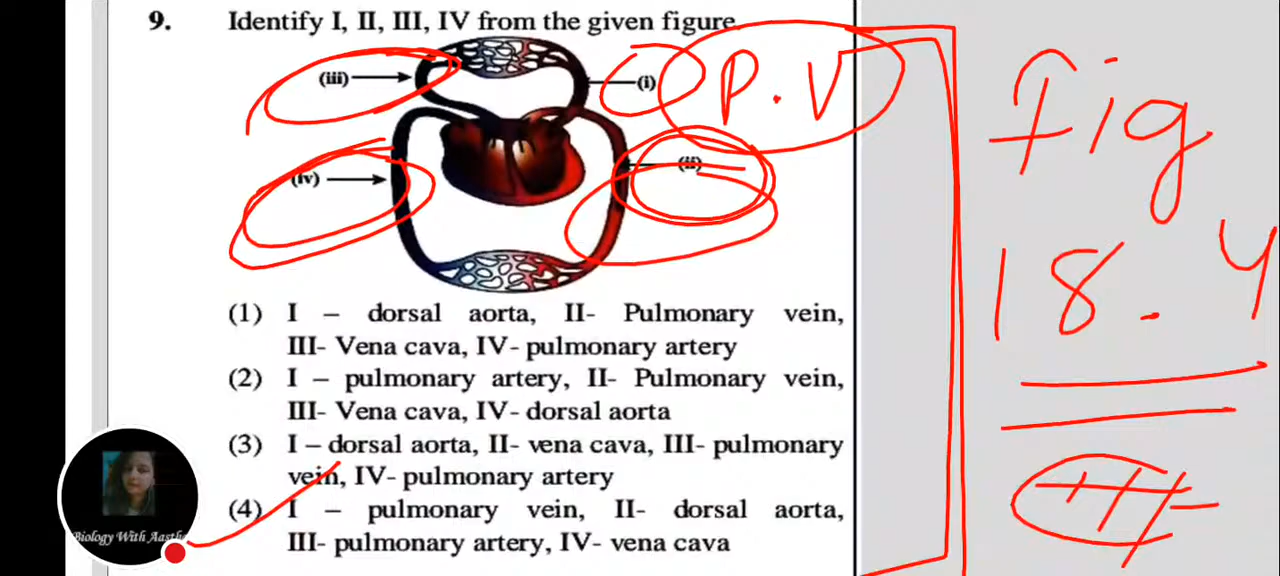 9. Identify I, II, III, IV from the given figure
(iii)
(i)
P.V
(ii)
(iv)
Fig
18.4
(1) I – dorsal aorta, II- Pulmonary vein,
III- Vena cava, IV- pulmonary artery
(2) I – pulmonary artery, II- Pulmonary vein,
III- Vena cava, IV- dorsal aorta
(3) I – dorsal aorta, II- vena cava, III- pulmonary
vein, IV- pulmonary artery
(4) I – pulmonary vein, II- dorsal aorta,
III- pulmonary artery, IV- vena cava
Biology With Aastha